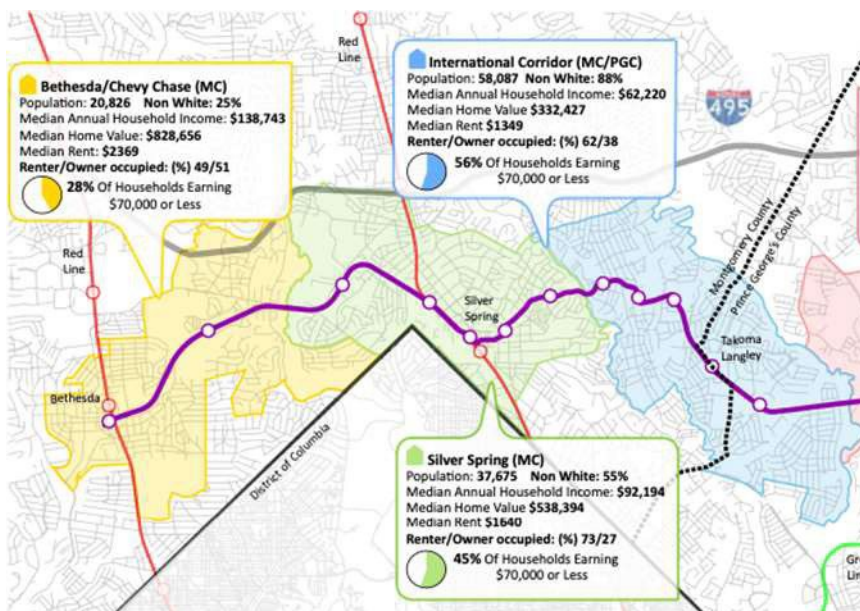 Red
Line
Bethesda/Chevy Chase (MC)
Population: 20,826 Non White: 25%
Median Annual Household Income: $138,743
Median Home Value: $828,656
Median Rent: $2369
Renter/Owner occupied: (%) 49/51
28% Of Households Earning
$70,000 or Less
International Corridor (MC/PGC)
Population: 58,087 Non White: 88%
Median Annual Household Income: $62,220
Median Home Value $332,427
Median Rent $1349
Renter/Owner occupied: (%) 62/38
56% Of Households Earning
$70,000 or Less
495
Montgomery County
Prince George's County
Red
Line
Silver
Spring
Takoma
Langley
Bethesda
District of Columbia
Silver Spring (MC)
Population: 37,675 Non White: 55%
Median Annual Household Income: $92,194
Median Home Value $538,394
Median Rent $1640
Renter/Owner occupied: (%) 73/27
45% Of Households Earning
$70,000 or Less
Gr
Lin